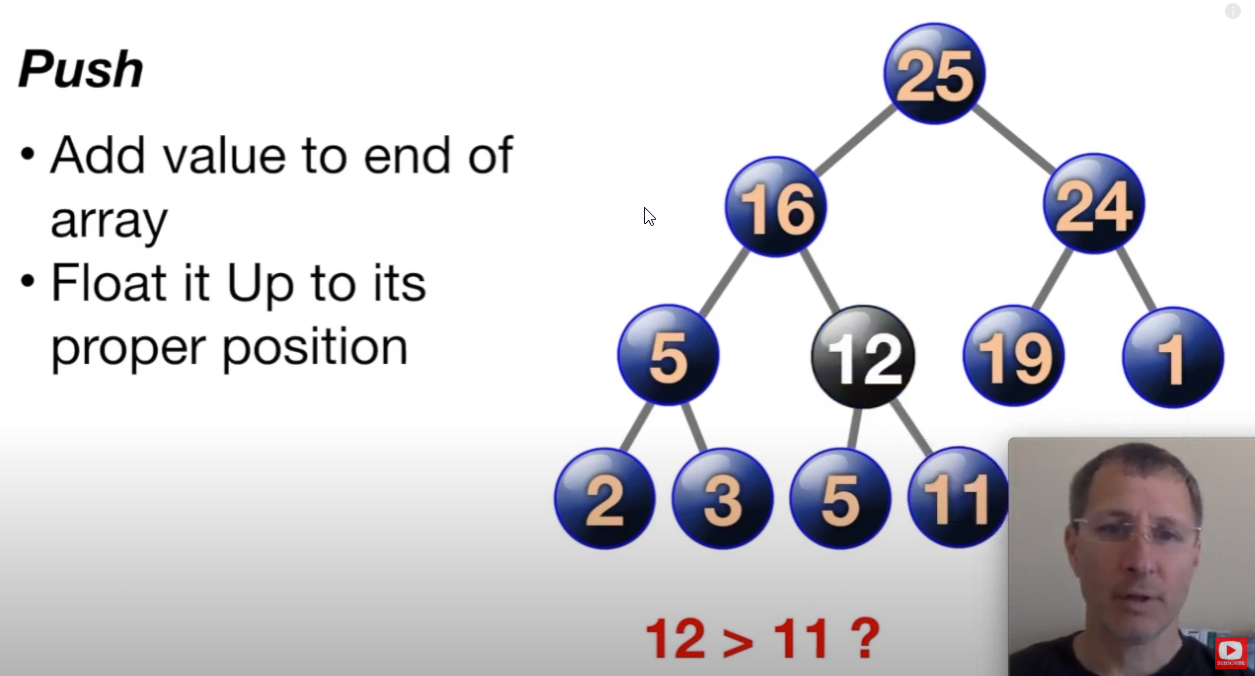 Push
• Add value to end of
array
• Float it Up to its
proper position
25
16
24
5
12
19
1
2
3
5
11
12 > 11 ?
SUBSCRIBE